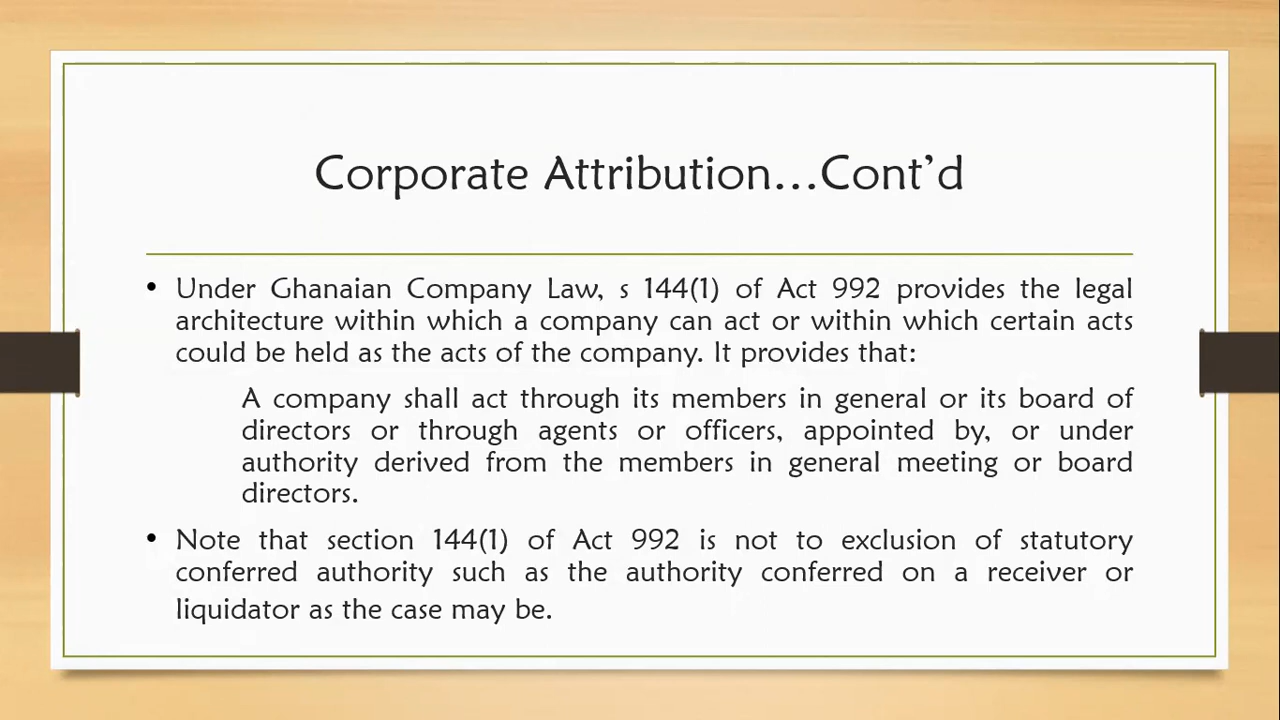 Corporate Attribution…Cont’d
• Under Ghanaian Company Law, s 144(1) of Act 992 provides the legal
architecture within which a company can act or within which certain acts
could be held as the acts of the company. It provides that:
A company shall act through its members in general or its board of
directors or through agents or officers, appointed by, or under
authority derived from the members in general meeting or board
directors.
• Note that section 144(1) of Act 992 is not to exclusion of statutory
conferred authority such as the authority conferred on a receiver or
liquidator as the case may be.